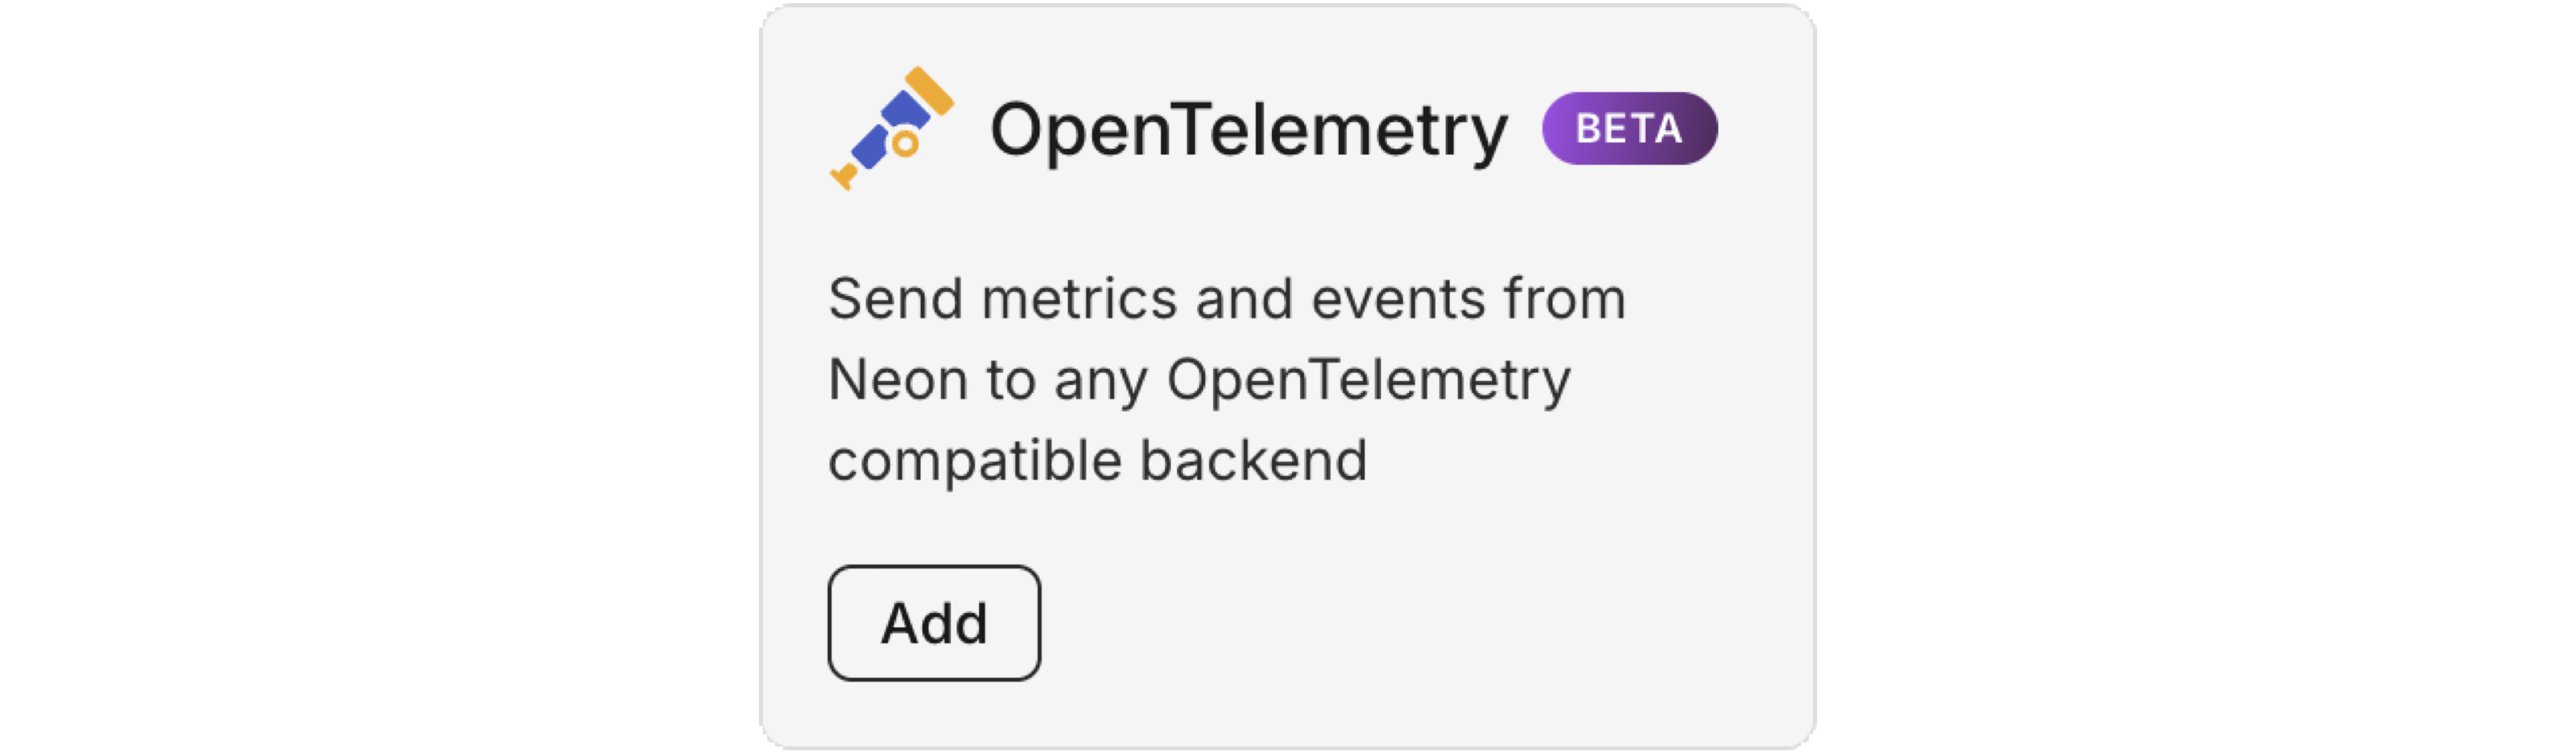 OpenTelemetry BETA
Send metrics and events from
Neon to any OpenTelemetry
compatible backend
Add